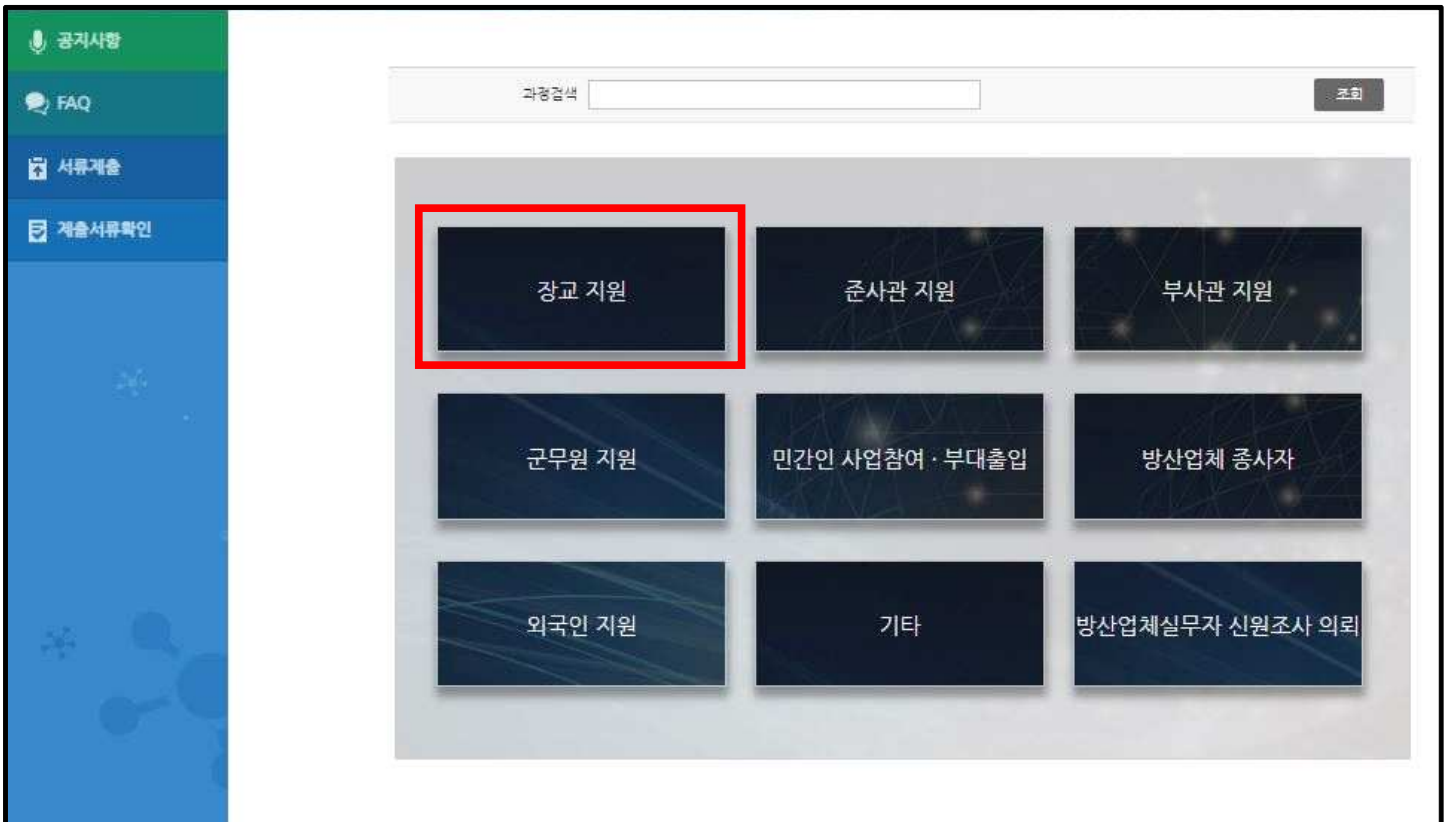 공지사항
FAQ
서류제출
제출서류확인
과정검색
조회
장교 지원
준사관 지원
부사관 지원
군무원 지원
민간인 사업참여 · 부대출입
방산업체 종사자
외국인 지원
기타
방산업체실무자 신원조사 의뢰